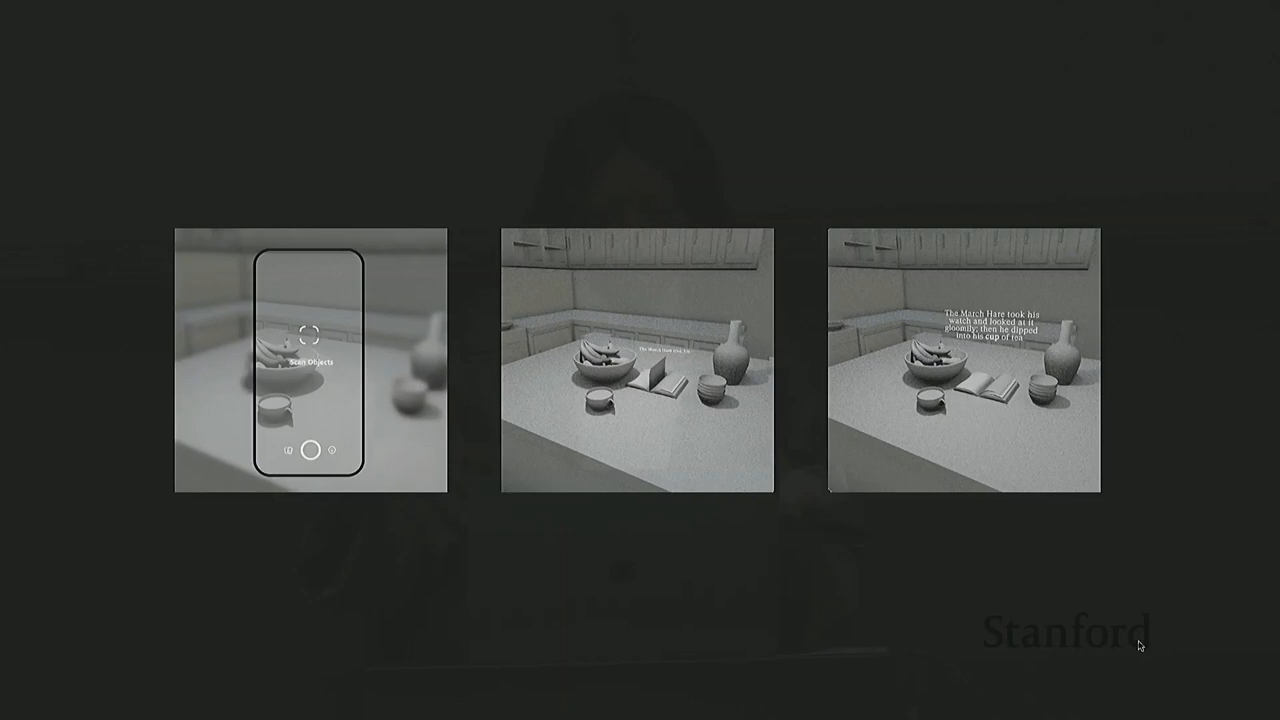 Scan Objects
The March Hare took his
watch and looked at it
gloomily; then he dipped
into his cup of tea
Stanford